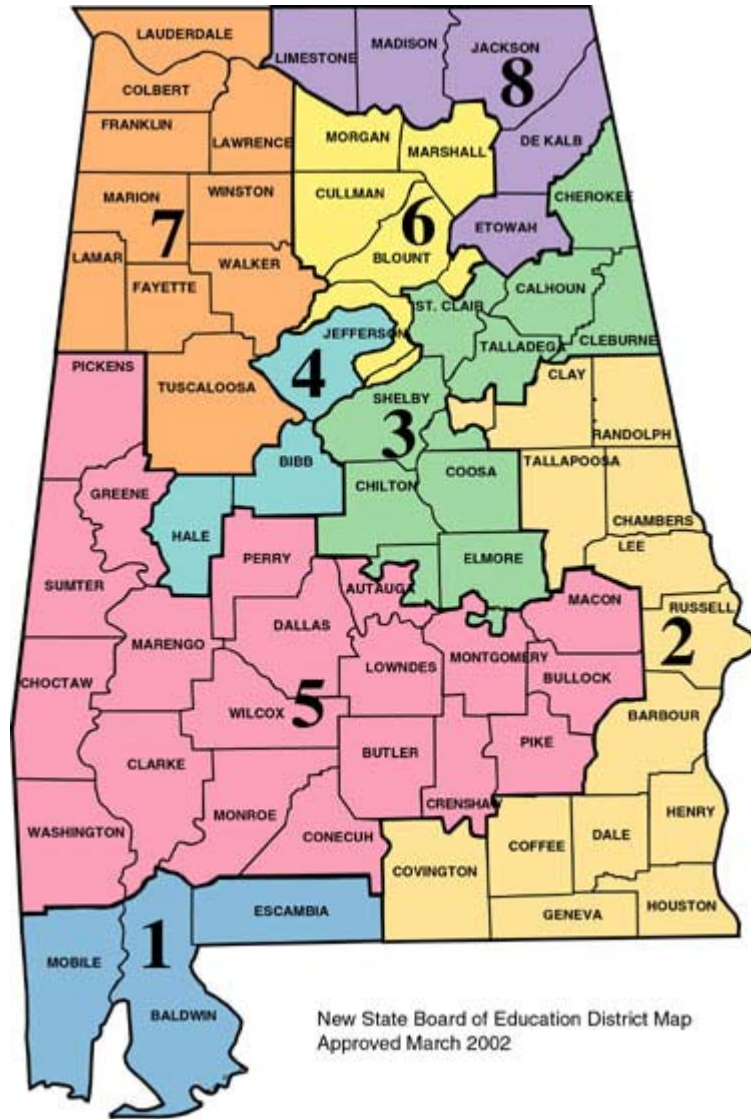 LAUDERDALE
LIMESTONE
MADISON
JACKSON
8
COLBERT
FRANKLIN
LAWRENCE
MORGAN
MARSHALL
DE KALB
CHEROKEE
MARION
WINSTON
CULLMAN
7
6
ETOWAH
LAMAR
FAYETTE
WALKER
BLOUNT
CALHOUN
ST. CLAIR
JEFFERSON
TALLADEGA
CLEBURNE
PICKENS
4
CLAY
TUSCALOOSA
SHELBY
3
RANDOLPH
BIBB
TALLAPOOSA
GREENE
CHILTON
COOSA
CHAMBERS
HALE
PERRY
ELMORE
LEE
SUMTER
AUTAUGA
MACON
RUSSELL
DALLAS
MARENGO
LOWNDES
MONTGOMERY
2
BULLOCK
CHOCTAW
WILCOX
5
BARBOUR
CLARKE
BUTLER
PIKE
CRENSHAW
MONROE
WASHINGTON
CONECUH
HENRY
COFFEE
DALE
COVINGTON
ESCAMBIA
GENEVA
HOUSTON
1
MOBILE
BALDWIN
New State Board of Education District Map
Approved March 2002